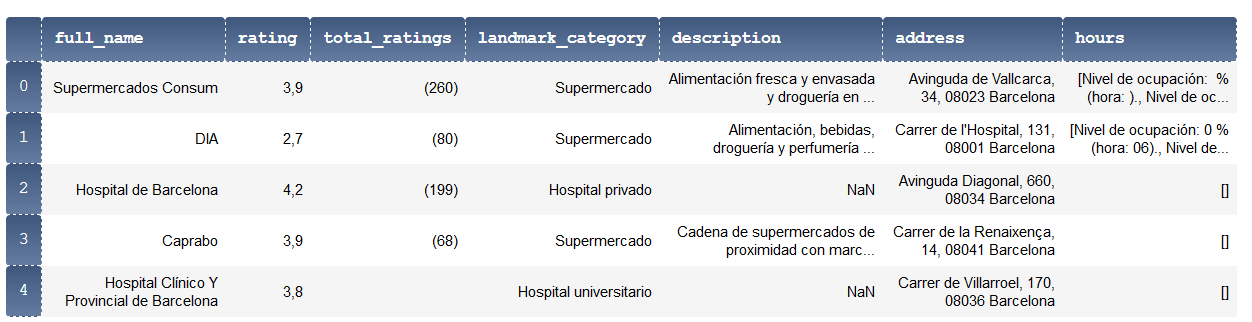 full_name rating total_ratings landmark_category description address hours
0 Supermercados Consum 3,9 (260) Supermercado Alimentación fresca y envasada Avinguda de Vallcarca, [Nivel de ocupación:  %
y droguería en ... 34, 08023 Barcelona (hora: )., Nivel de oc...
1 DIA 2,7 (80) Supermercado Alimentación, bebidas, Carrer de l'Hospital, 131, [Nivel de ocupación: 0 %
droguería y perfumería ... 08001 Barcelona (hora: 06)., Nivel de...
2 Hospital de Barcelona 4,2 (199) Hospital privado NaN Avinguda Diagonal, 660, []
08034 Barcelona
3 Caprabo 3,9 (68) Supermercado Cadena de supermercados de Carrer de la Renaixença, []
proximidad con marc... 14, 08041 Barcelona
4 Hospital Clínico Y 3,8 Hospital universitario NaN Carrer de Villarroel, 170, []
Provincial de Barcelona 08036 Barcelona